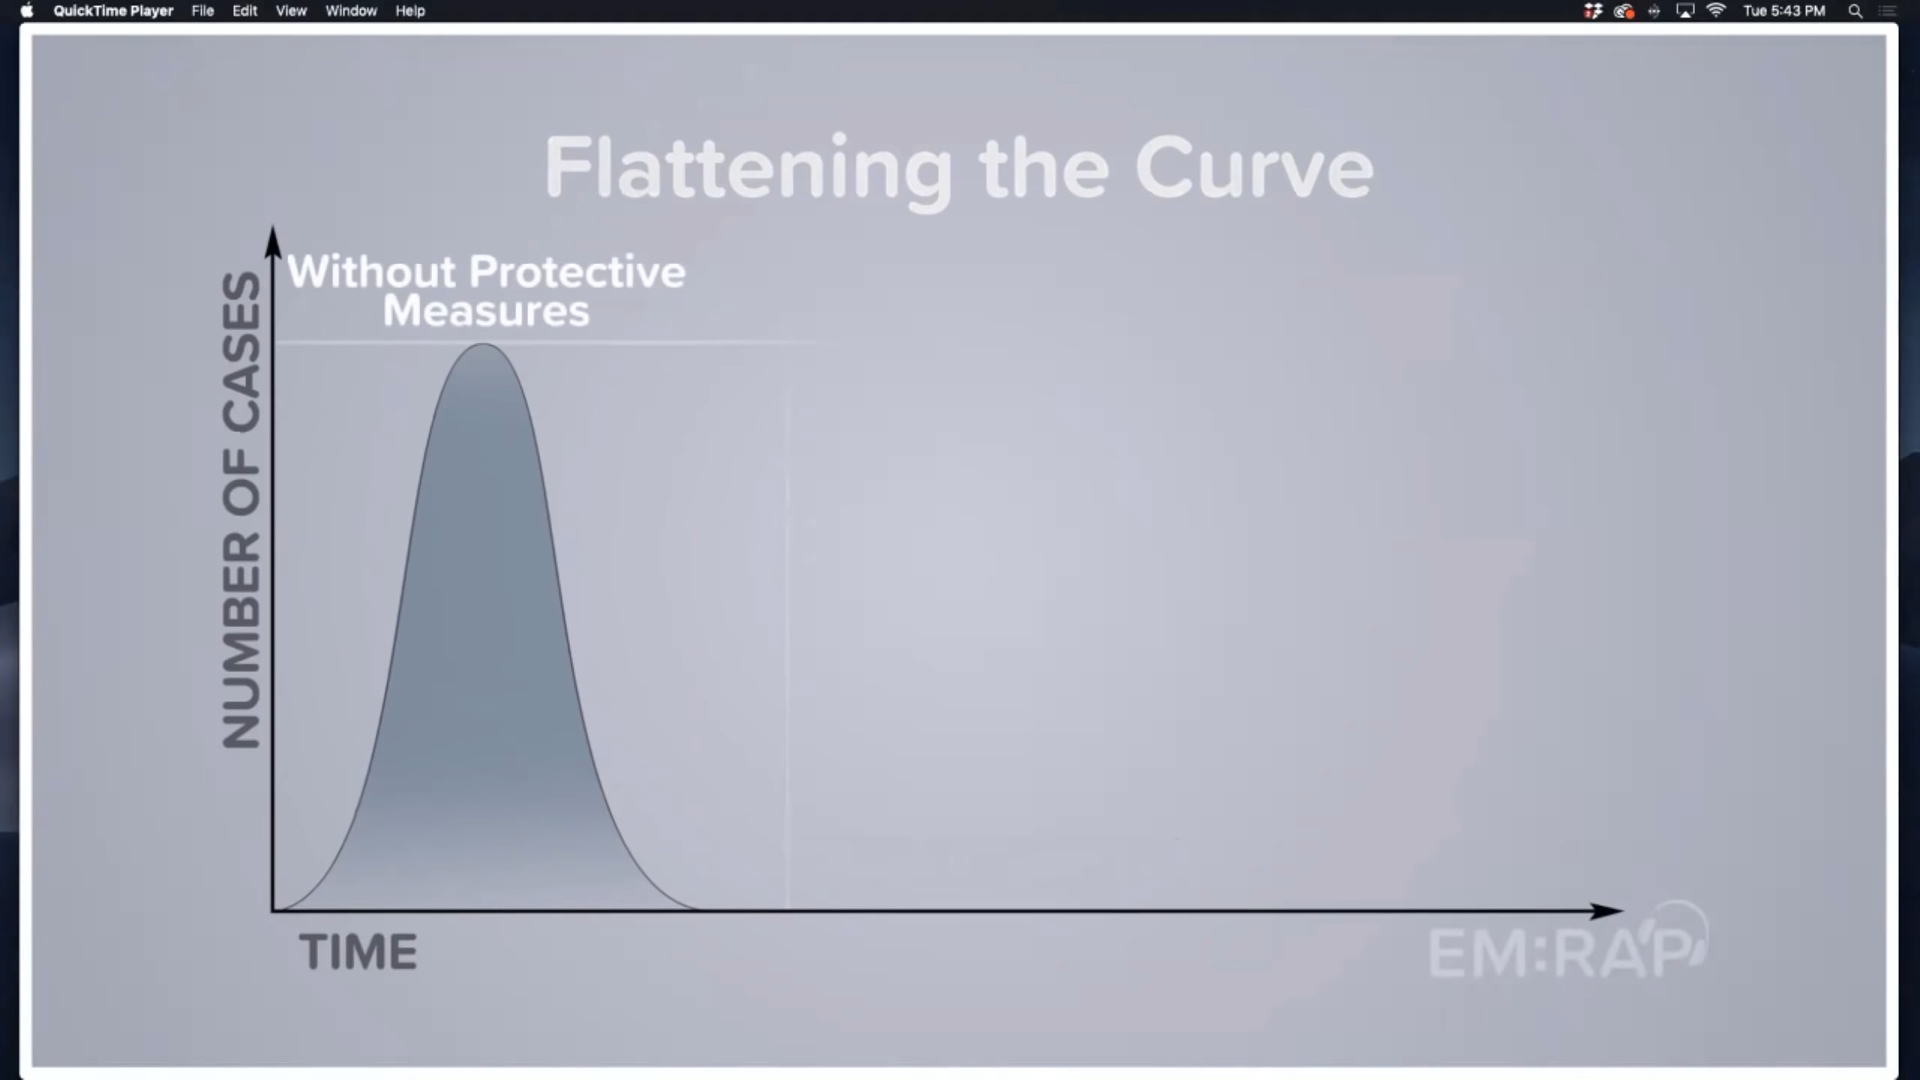 QuickTime Player File Edit View Window Help Tue 5:43 PM
Flattening the Curve
Without Protective
Measures
NUMBER OF CASES
TIME
EM:RAP